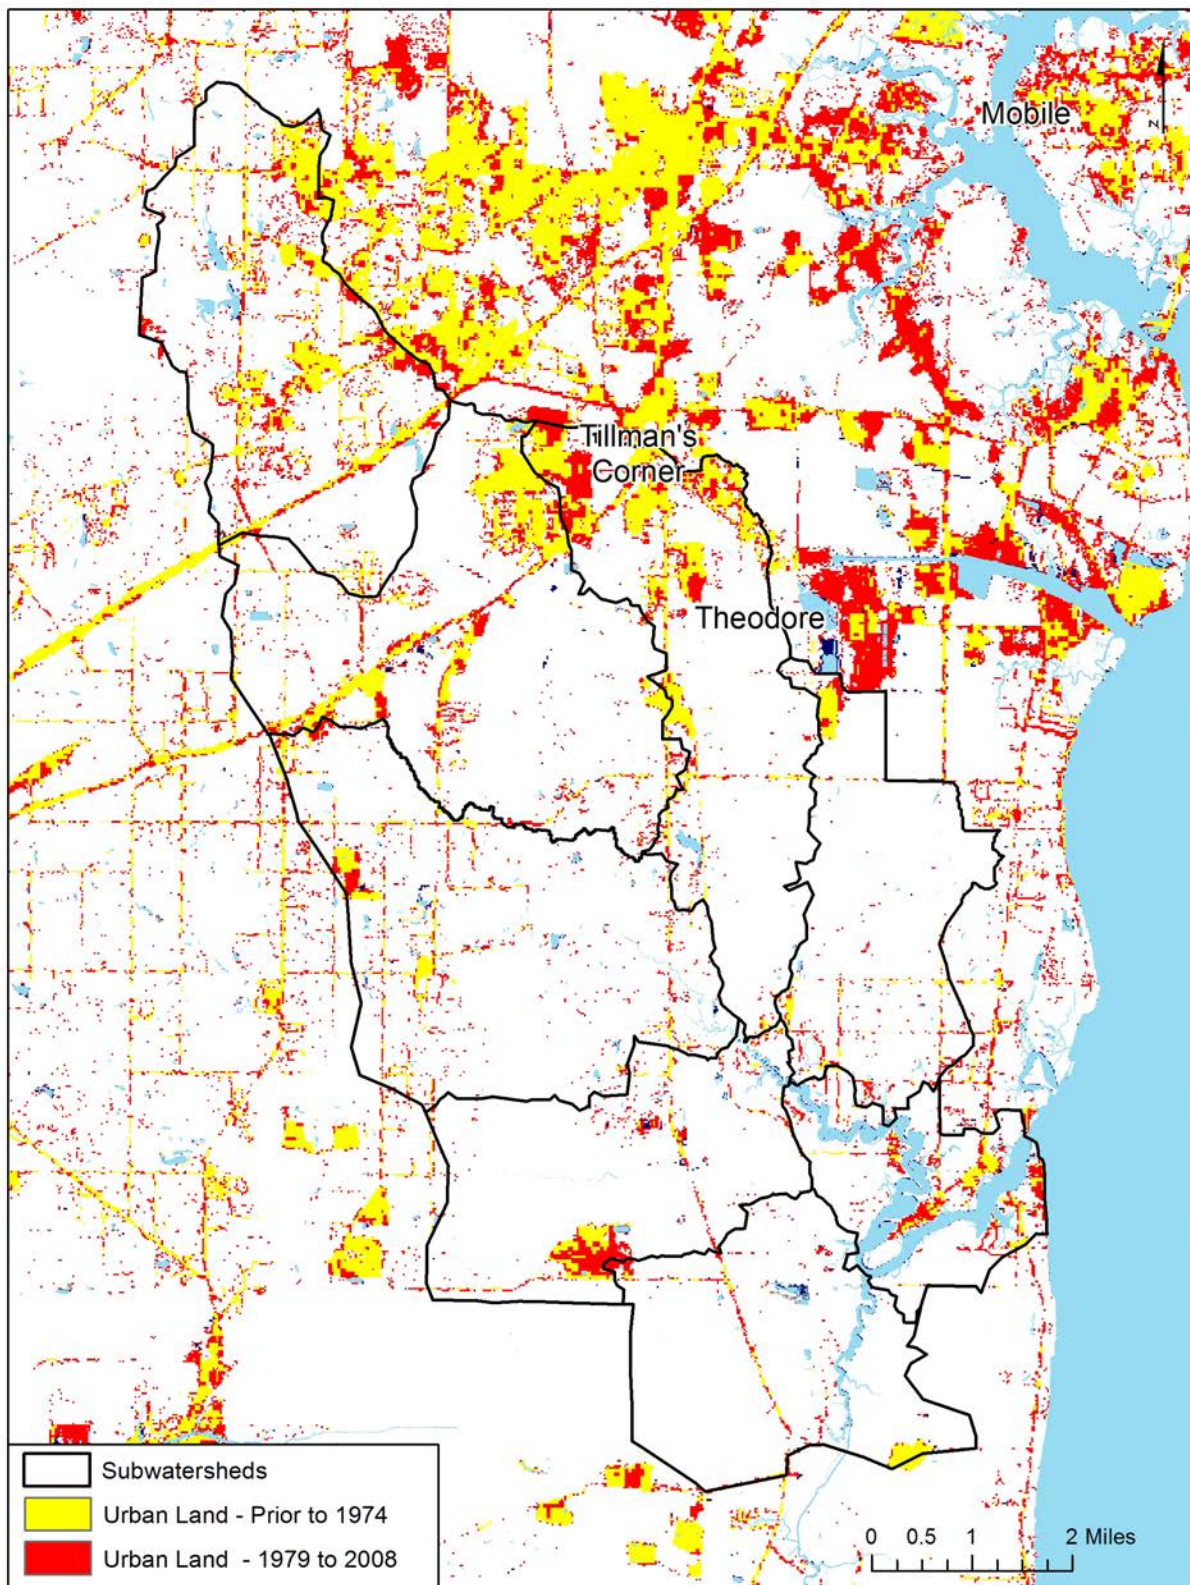 Mobile
N
Tillman's
Corner
Theodore
Subwatersheds
Urban Land - Prior to 1974
Urban Land - 1979 to 2008
0 0.5 1 2 Miles